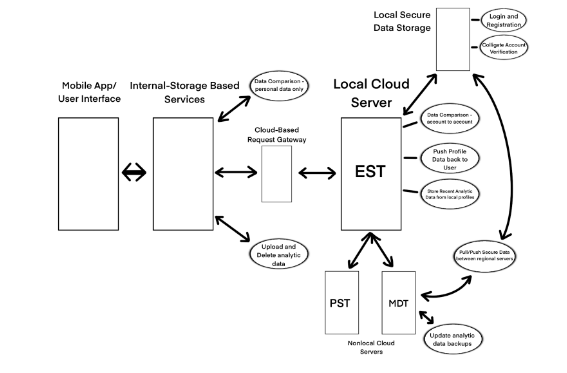 Local Secure
Data Storage
Login and
Registration
Colligate Account
Verification
Mobile App/
User Interface
Internal-Storage Based
Services
Data Comparison -
personal data only
Local Cloud
Server
Data Comparison -
account to account
Cloud-Based
Request Gateway
EST
Push Profile
Data back to
User
Store Recent Analytic
Data from local profiles
Upload and
Delete analytic
data
Pull/Push Secure Data
between regional servers
PST
MDT
Nonlocal Cloud
Servers
Update analytic
data backups